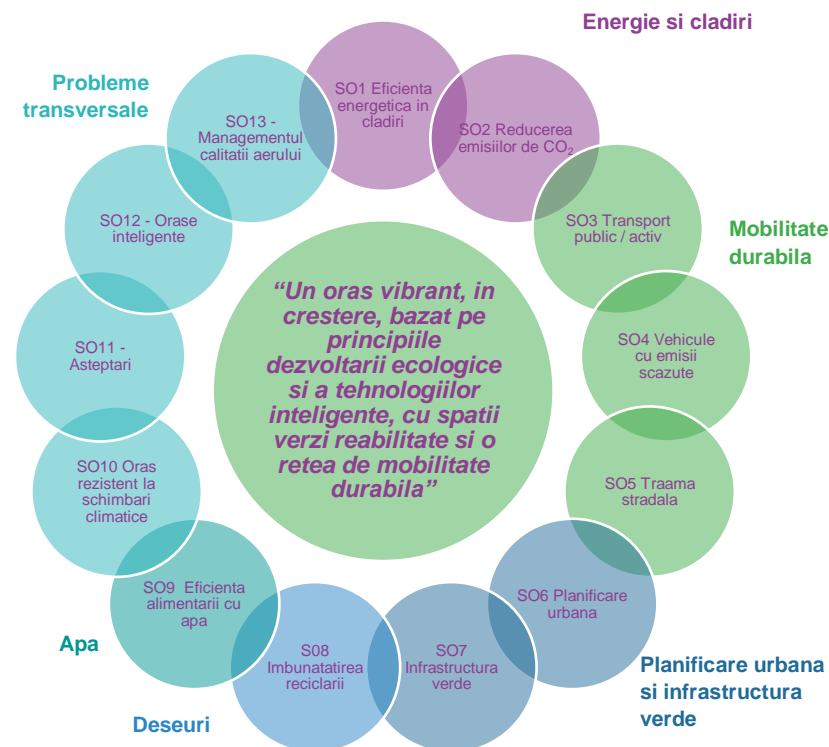 Energie si cladiri
Probleme
transversale
SO1 Eficienta
energetica in
cladiri
SO2 Reducerea
emisiilor de CO₂
SO3 Transport
public / activ
Mobilitate
durabila
SO4 Vehicule
cu emisii
scazute
SO5 Traama
stradala
SO6 Planificare
urbana
Planificare urbana
si infrastructura
verde
SO7
Infrastructura
verde
S08
Imbunatatirea
reciclarii
Deseuri
SO9 Eficienta
alimentarii cu
apa
Apa
SO10 Oras
rezistent la
schimbari
climatice
SO11 -
Asteptari
SO12 - Orase
inteligente
SO13 -
Managementul
calitatii aerului
“Un oras vibrant, in
crestere, bazat pe
principiile
dezvoltarii ecologice
si a tehnologiilor
inteligente, cu spatii
verzi reabilitate si o
retea de mobilitate
durabila”